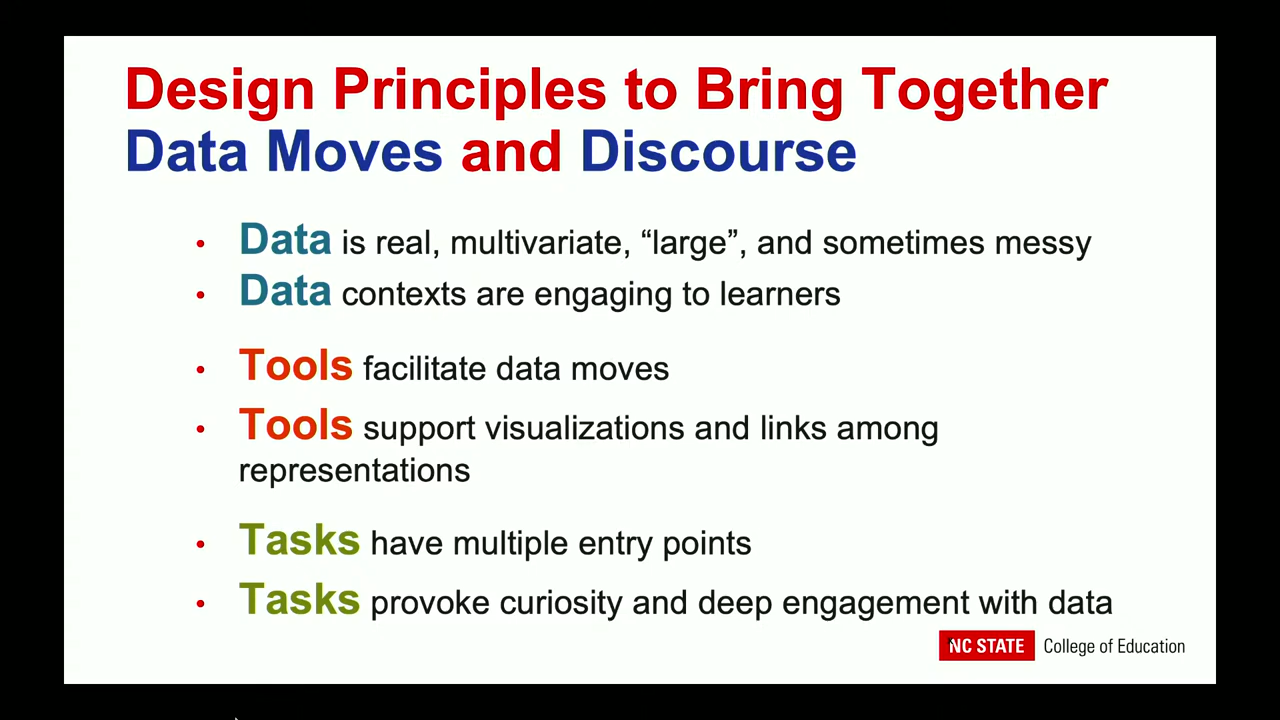 Design Principles to Bring Together
Data Moves and Discourse
• Data is real, multivariate, “large”, and sometimes messy
• Data contexts are engaging to learners
• Tools facilitate data moves
• Tools support visualizations and links among
representations
• Tasks have multiple entry points
• Tasks provoke curiosity and deep engagement with data
NC STATE College of Education